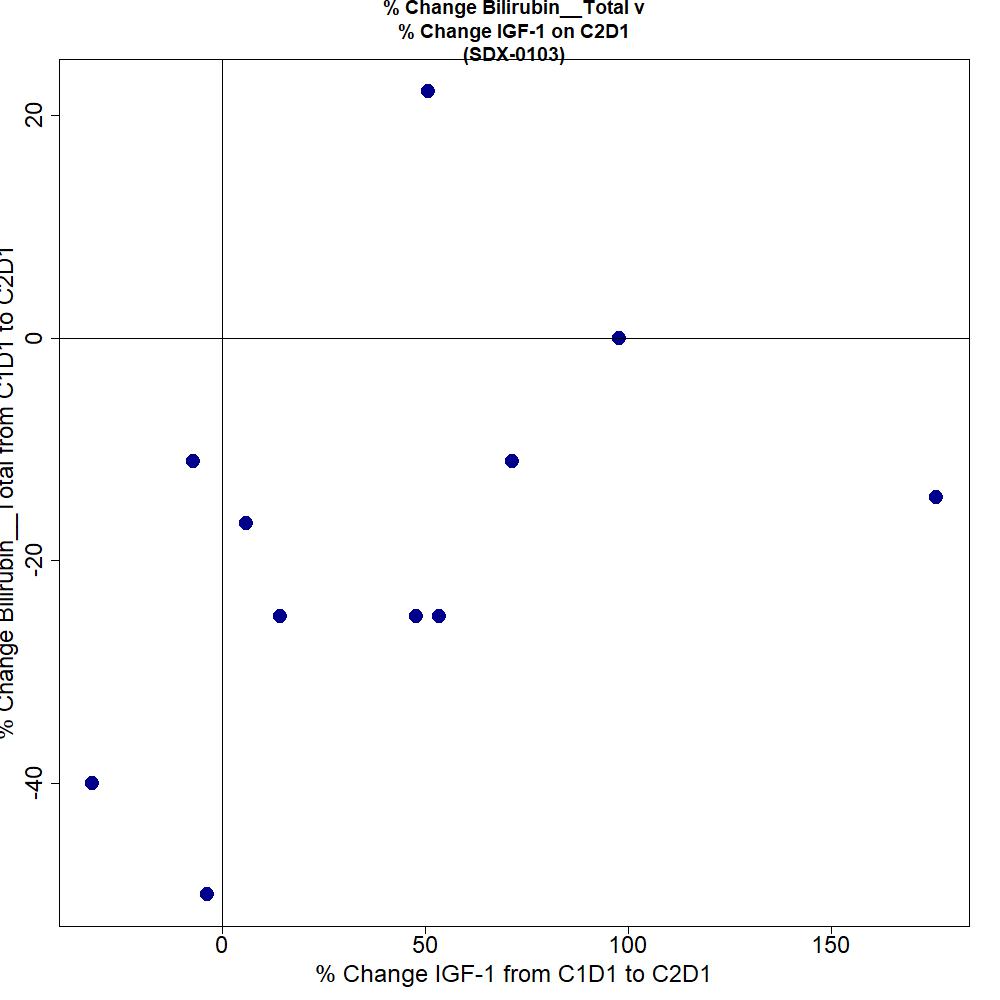 % Change Bilirubin__Total v
% Change IGF-1 on C2D1
(SDX-0103)
% Change Bilirubin__Total from C1D1 to C2D1
20
0
-20
-40
0
50
100
150
% Change IGF-1 from C1D1 to C2D1